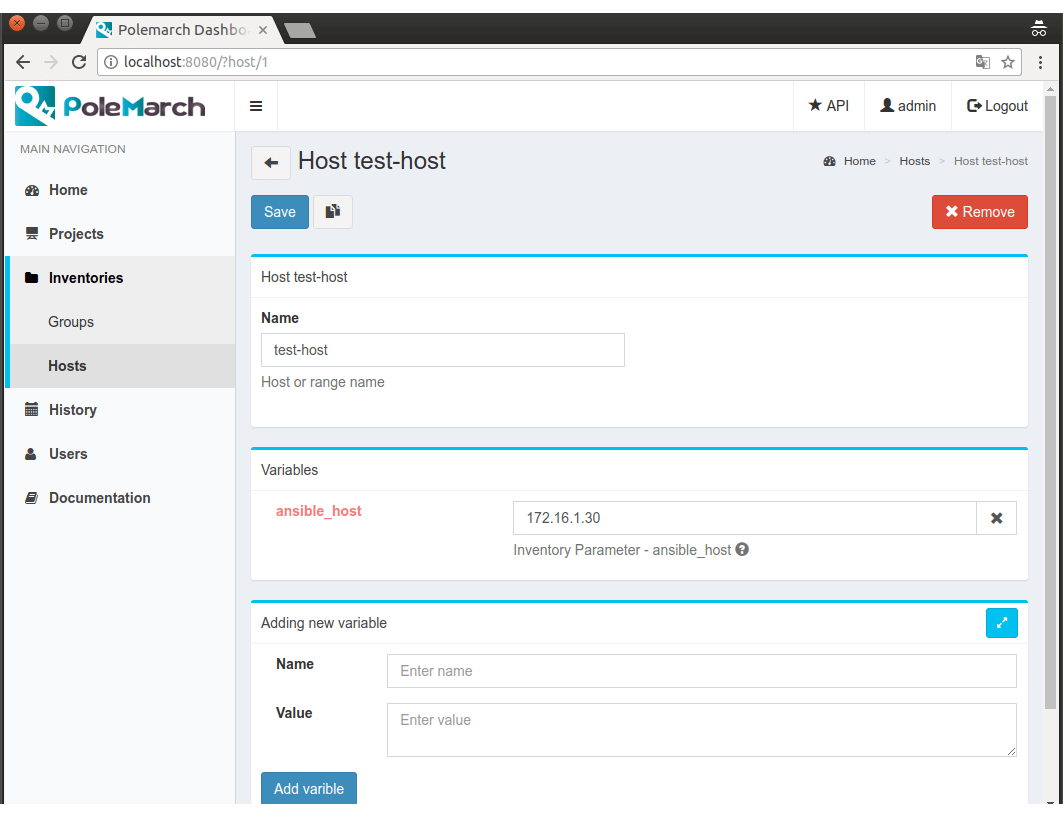 Polemarch Dashbo
localhost:8080/?host/1
PoleMarch
API
admin
Logout
MAIN NAVIGATION
Home
Projects
Inventories
Groups
Hosts
History
Users
Documentation
Host test-host
Home > Hosts > Host test-host
Save
Remove
Host test-host
Name
test-host
Host or range name
Variables
ansible_host
172.16.1.30
Inventory Parameter - ansible_host
Adding new variable
Name
Enter name
Value
Enter value
Add varible